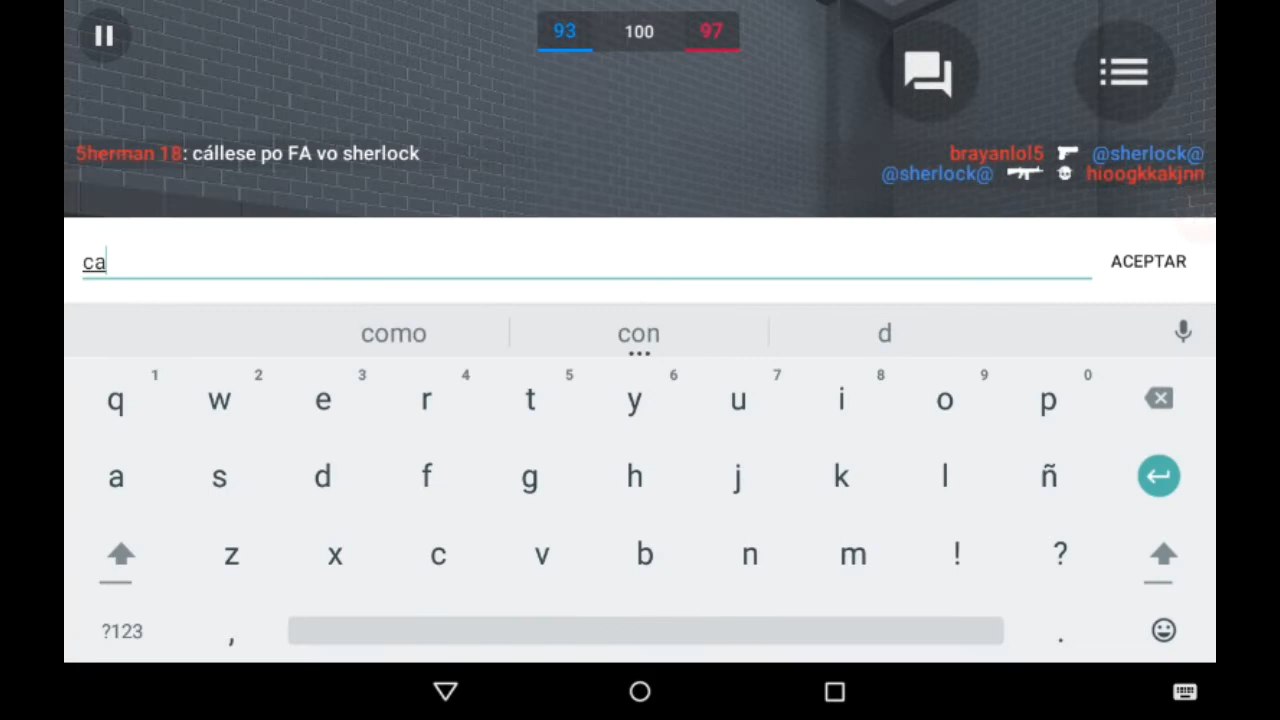 93 100 97
5herman 18: cállese po FA vo sherlock
brayanlol5 @sherlock@
@sherlock@ hioogkkakjnn
ca
ACEPTAR
como con d
1 2 3 4 5 6 7 8 9 0
q w e r t y u i o p
a s d f g h j k l ñ
z x c v b n m ! ?
?123 , .